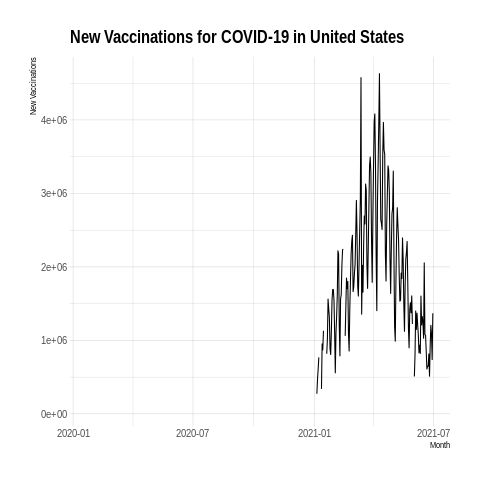 New Vaccinations for COVID-19 in United States
New Vaccinations
4e+06
3e+06
2e+06
1e+06
0e+00
2020-01 2020-07 2021-01 2021-07
Month